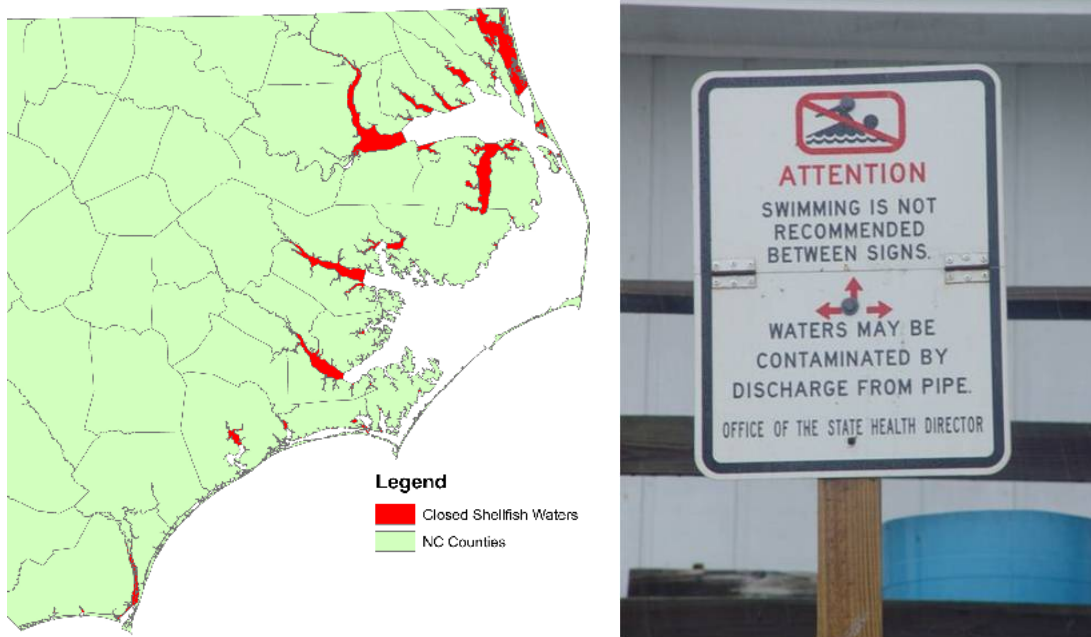 Legend
Closed Shellfish Waters
NC Counties
ATTENTION
SWIMMING IS NOT
RECOMMENDED
BETWEEN SIGNS.
WATERS MAY BE
CONTAMINATED BY
DISCHARGE FROM PIPE.
OFFICE OF THE STATE HEALTH DIRECTOR